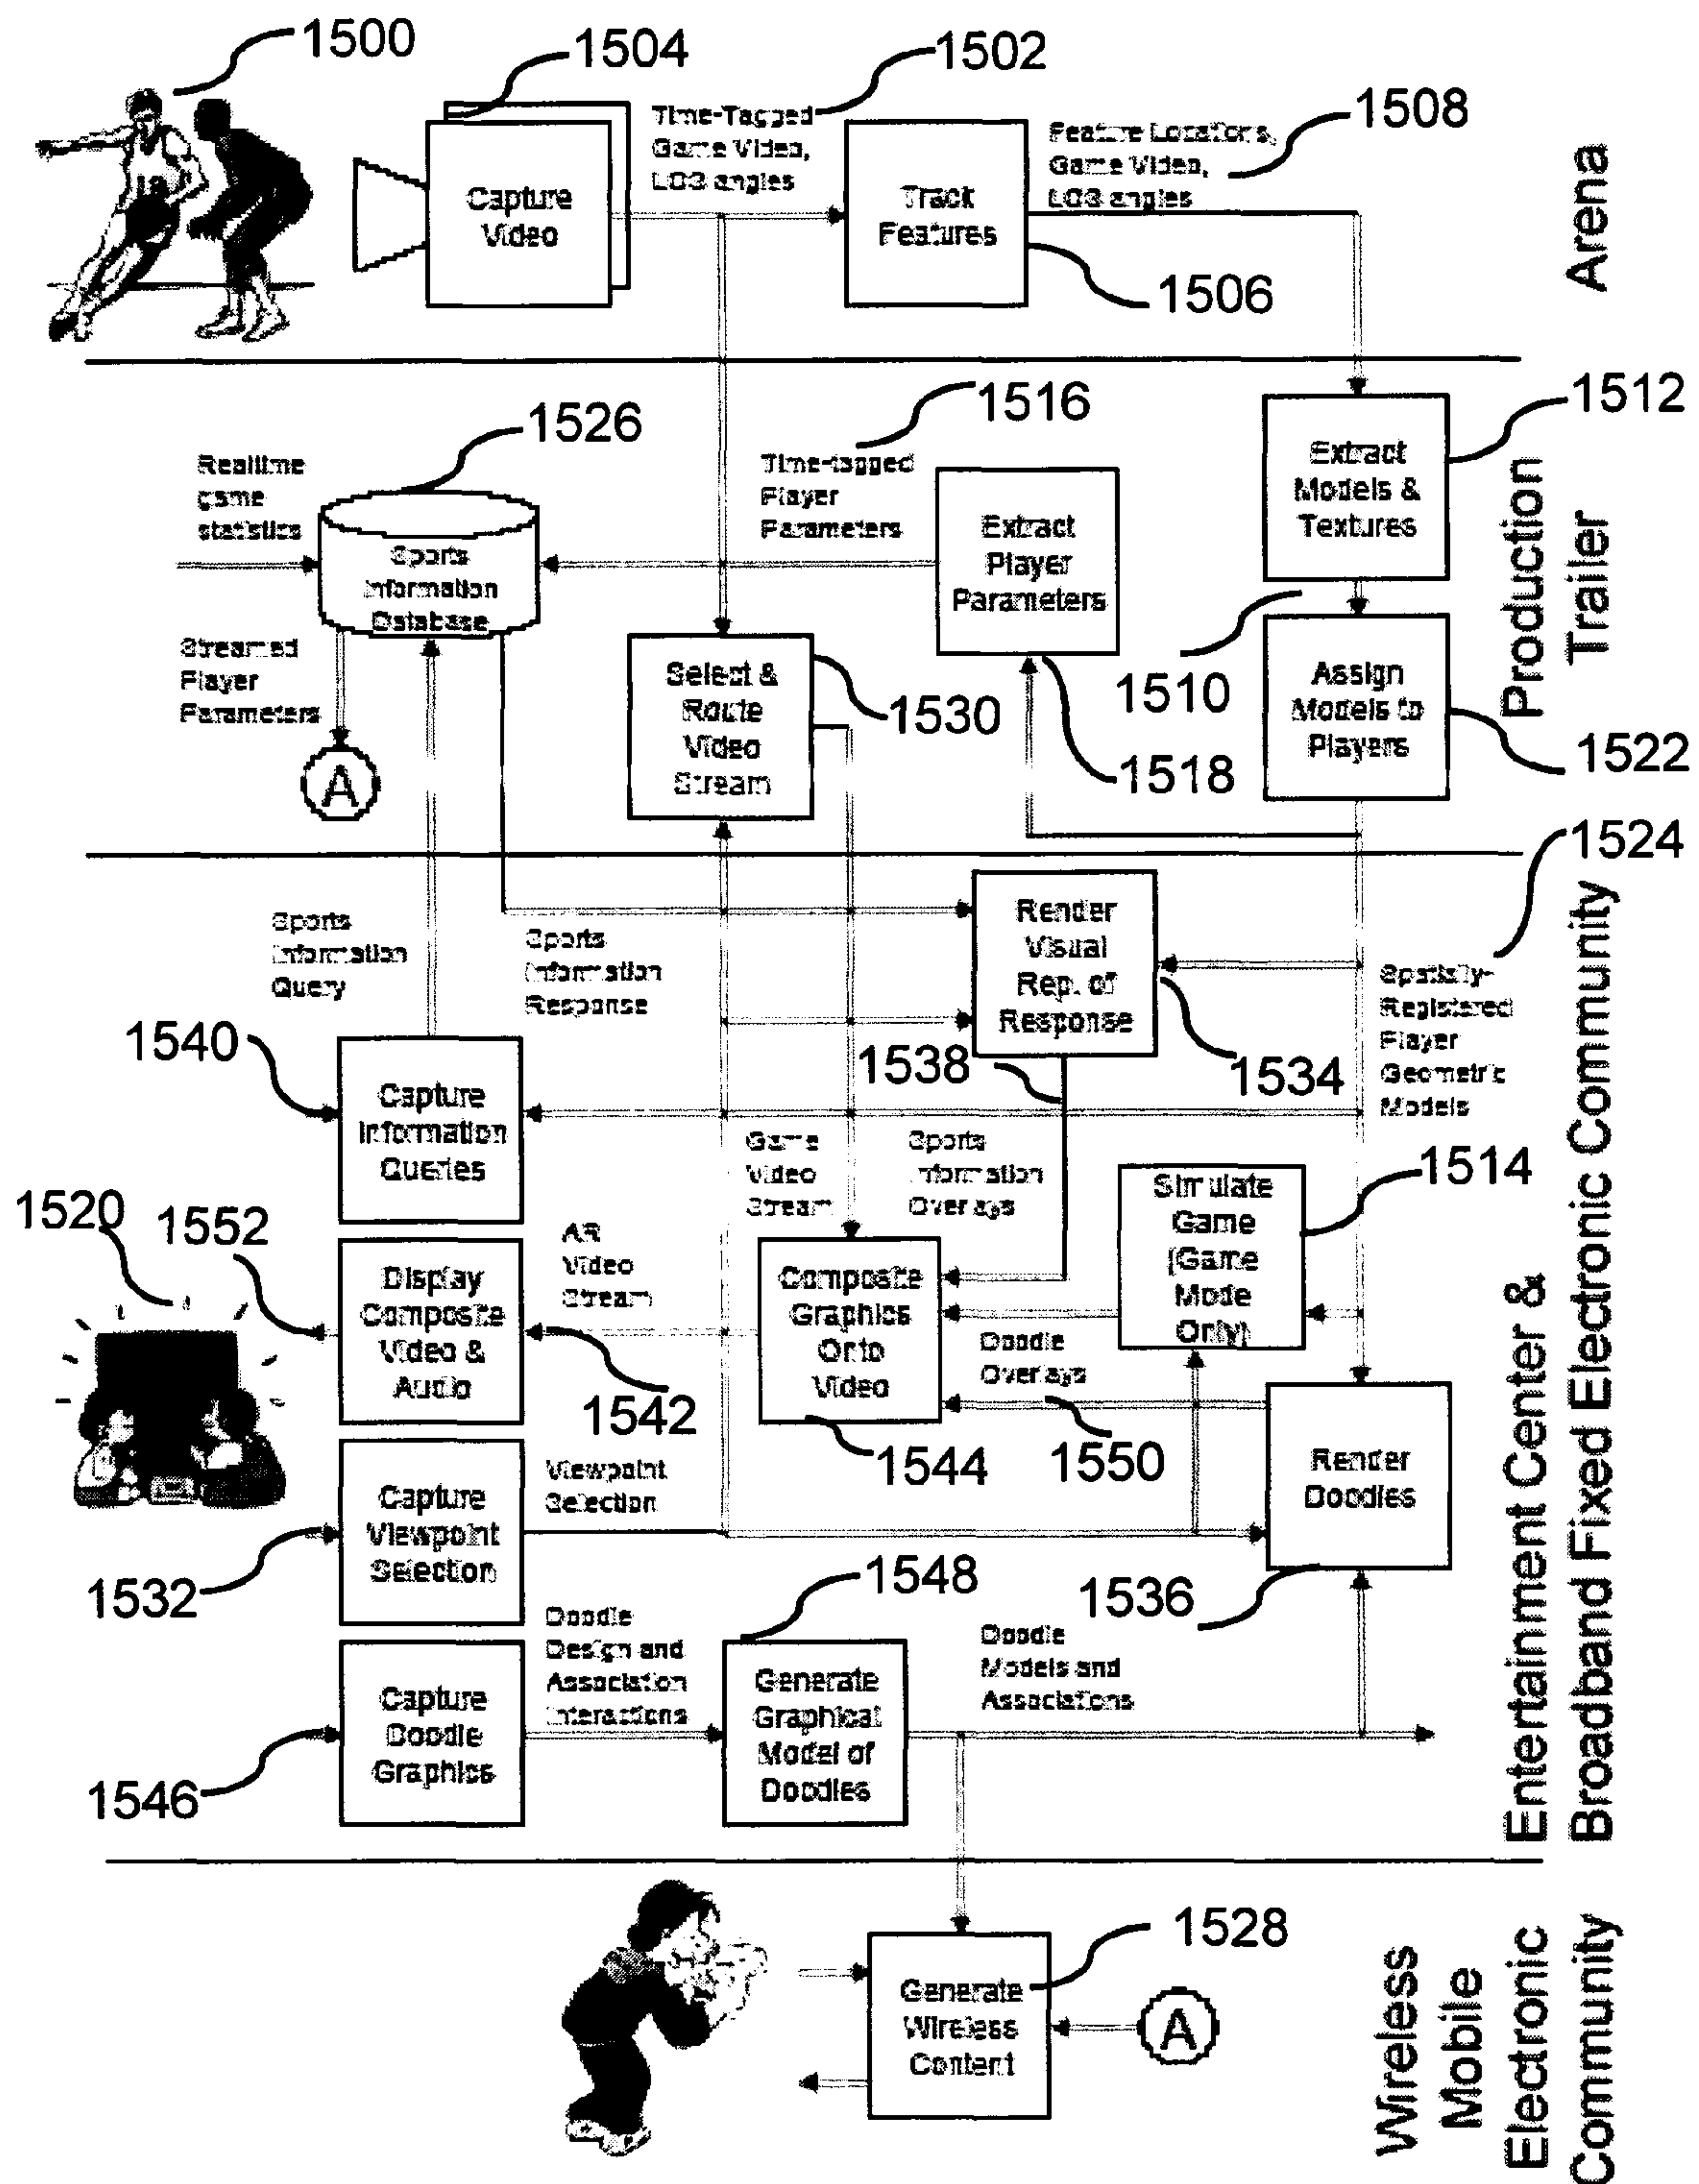 1500
1504
1502
1508
Time-Tagged
Game Video,
LOS angles
Feature Locations,
Game Video,
LOS angles
Capture
Video
Track
Features
1506
Arena
1526
1516
1512
Realtime
game
statistics
Time-tagged
Player
Parameters
Extract
Player
Parameters
Extract
Models &
Textures
Sports
Information
Database
1510
Streamed
Player
Parameters
Select &
Route
Video
Stream
1530
1518
Assign
Models to
Players
1522
A
Production
Trailer
1524
Sports
Information
Query
Sports
Information
Response
Render
Visual
Rep. of
Response
Spatially-
Registered
Player
Geometric
Models
1540
1538
1534
Capture
Information
Queries
Game
Video
Stream
Sports
Information
Overlays
1514
Simulate
Game
(Game
Mode
Only)
1520
1552
AR
Video
Stream
Display
Composite
Video &
Audio
Composite
Graphics
Onto
Video
Doodle
Overlays
1542
1544
1550
Render
Doodles
Viewpoint
Selection
Capture
Viewpoint
Selection
1532
1548
1536
Doodle
Design and
Association
Interactions
Doodle
Models and
Associations
Capture
Doodle
Graphics
Generate
Graphical
Model of
Doodles
1546
Entertainment Center &
Broadband Fixed Electronic Community
1528
Generate
Wireless
Content
A
Wireless
Mobile
Electronic
Community